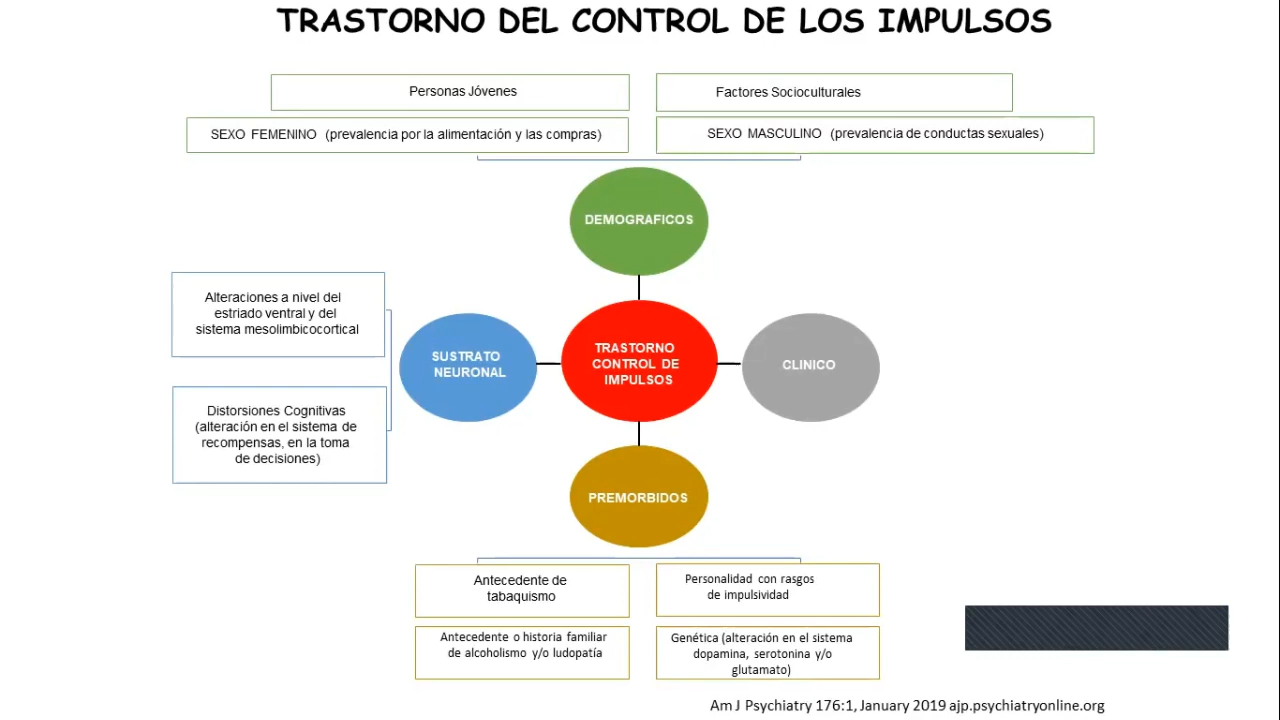 TRASTORNO DEL CONTROL DE LOS IMPULSOS
Personas Jóvenes
Factores Socioculturales
SEXO FEMENINO (prevalencia por la alimentación y las compras)
SEXO MASCULINO (prevalencia de conductas sexuales)
DEMOGRAFICOS
Alteraciones a nivel del
estriado ventral y del
sistema mesolimbicocortical
Distorsiones Cognitivas
(alteración en el sistema de
recompensas, en la toma
de decisiones)
SUSTRATO
NEURONAL
TRASTORNO
CONTROL DE
IMPULSOS
CLINICO
PREMORBIDOS
Antecedente de
tabaquismo
Personalidad con rasgos
de impulsividad
Antecedente o historia familiar
de alcoholismo y/o ludopatía
Genética (alteración en el sistema
dopamina, serotonina y/o
glutamato)
Am J Psychiatry 176:1, January 2019 ajp.psychiatryonline.org